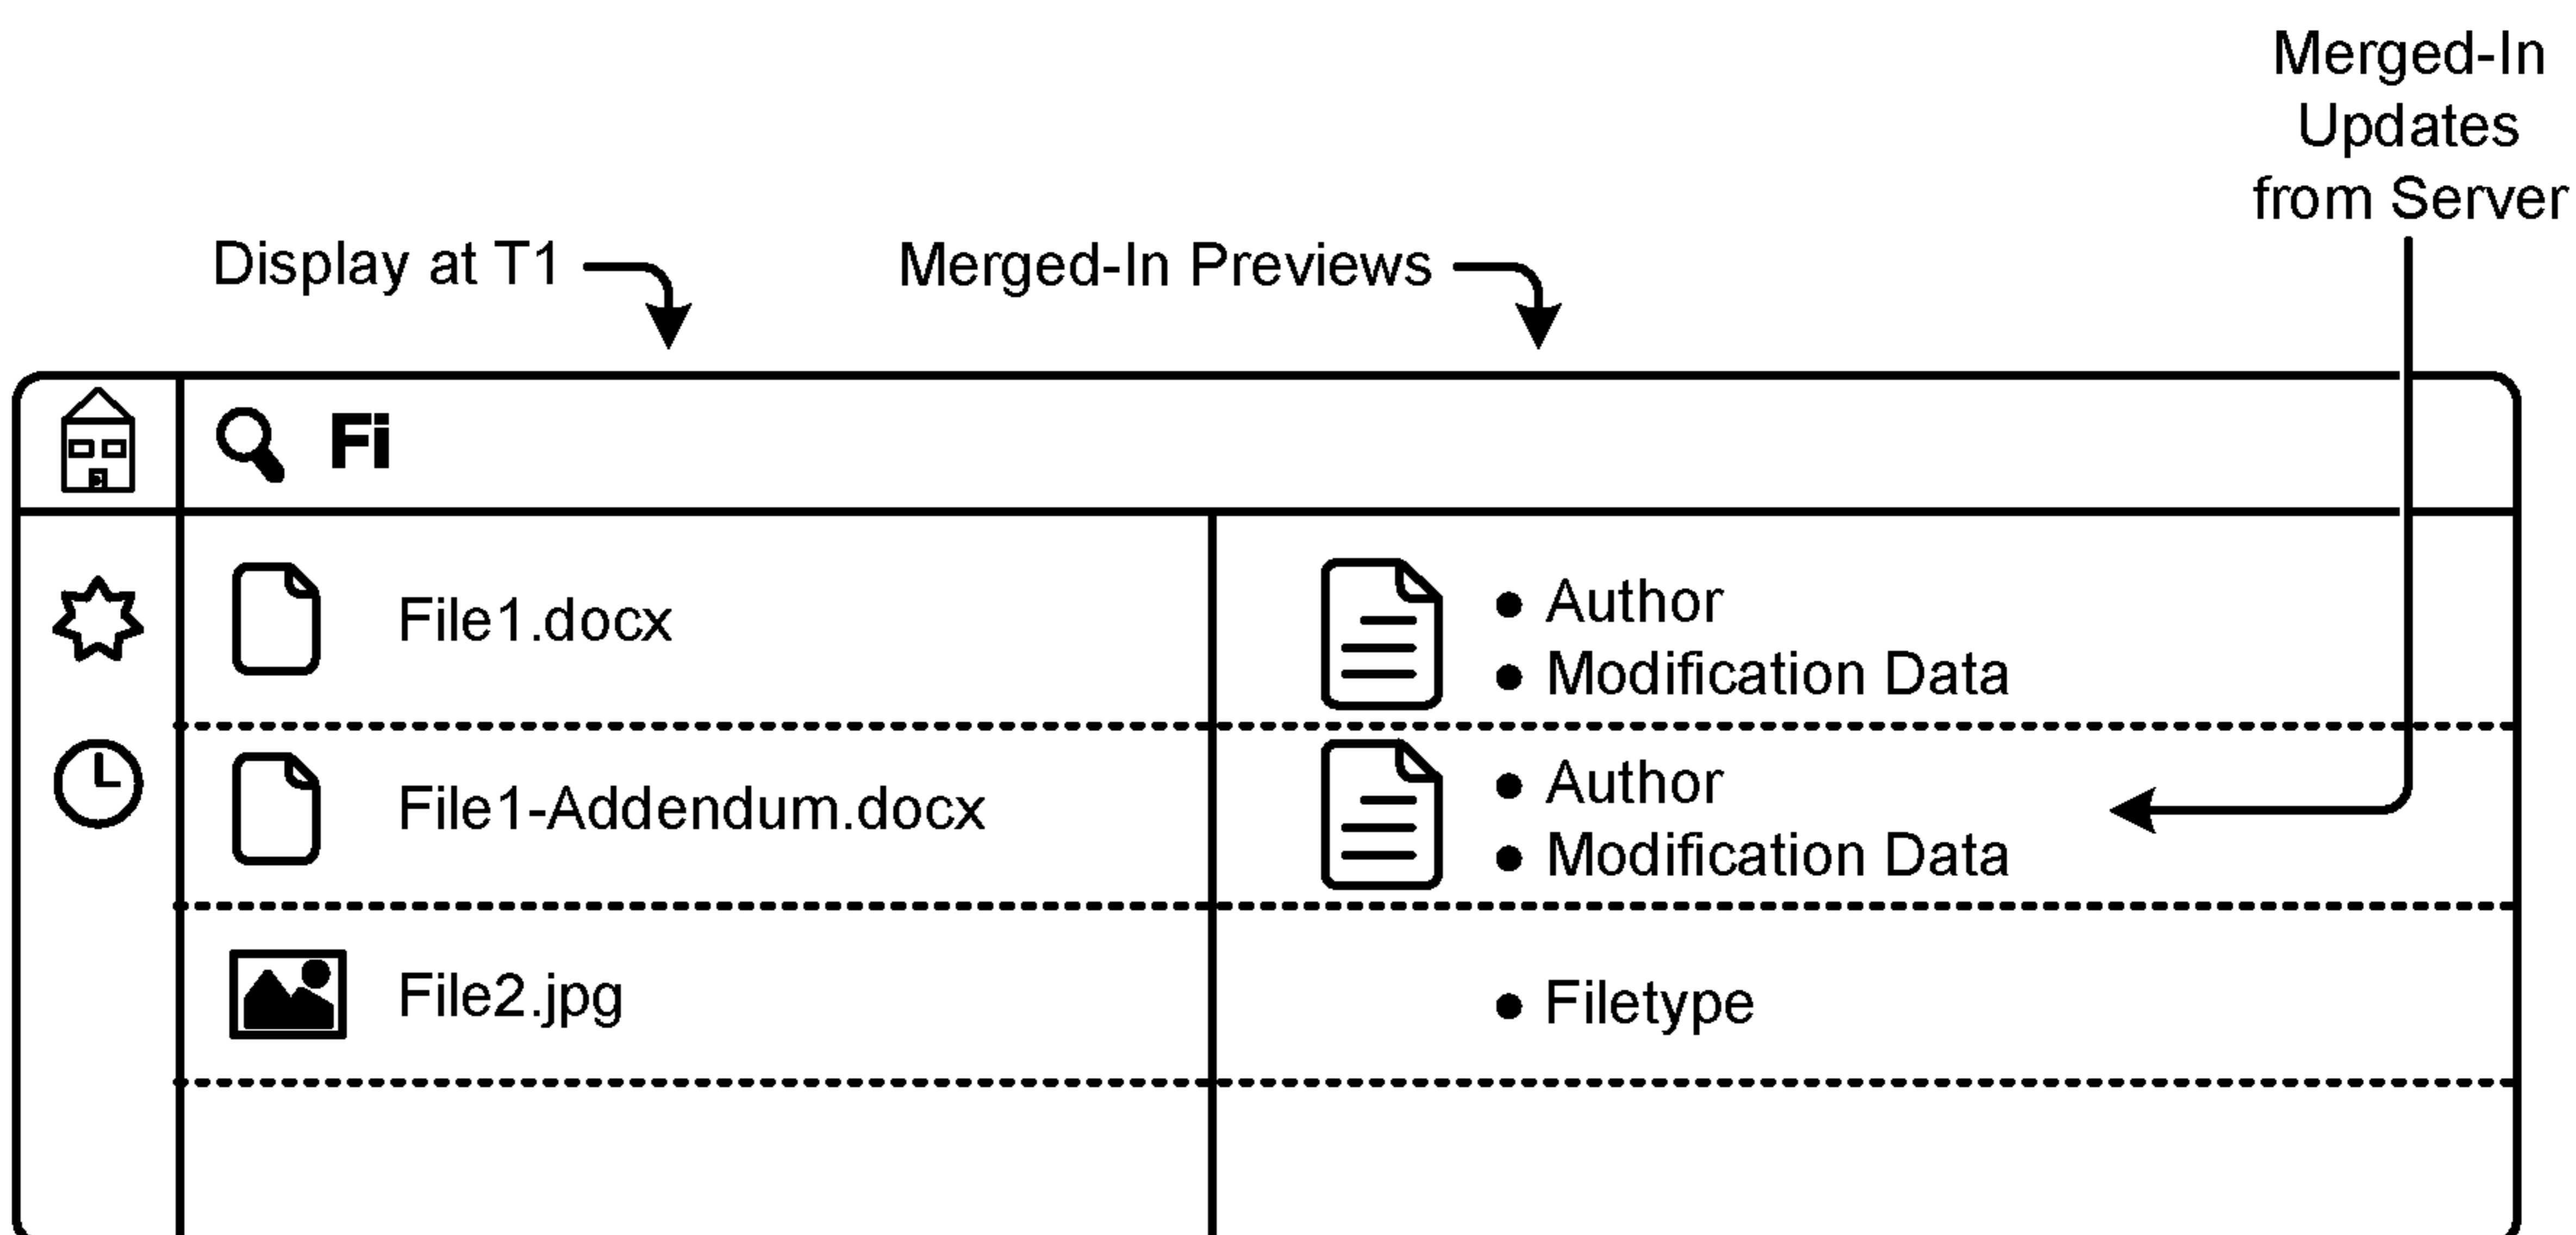 Merged-In
Updates
from Server
Display at T1
Merged-In Previews
Fi
File1.docx
• Author
• Modification Data
File1-Addendum.docx
• Author
• Modification Data
File2.jpg
• Filetype